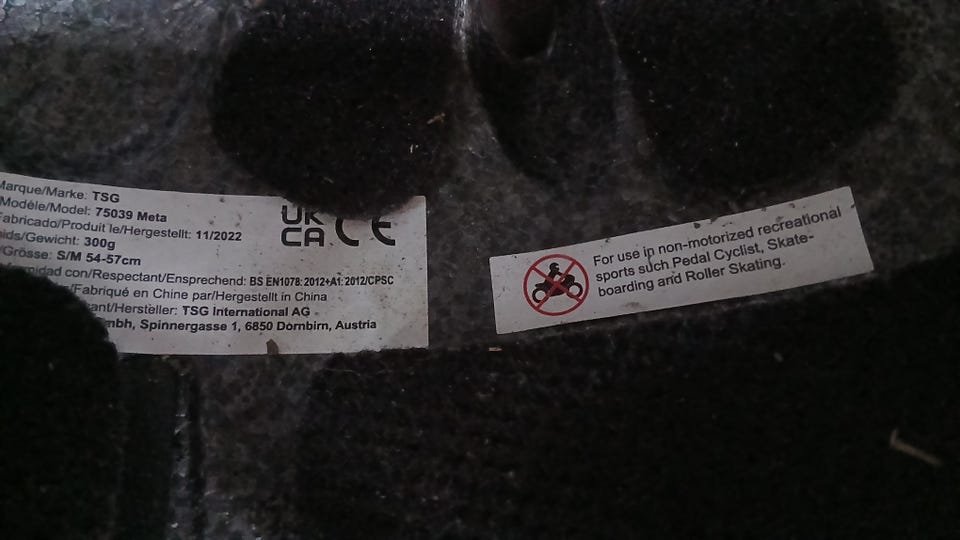 Marque/Marke: TSG
Modèle/Model: 75039 Meta
Fabricado/Produit le/Hergestellt: 11/2022
ids/Gewicht: 300g
/Grösse: S/M 54-57cm
con/Respectant/Ensprechend: BS EN1078:2012+A1:2012/CPSC
/Fabriqué en Chine par/Hergestellt in China
ant/Hersteller: TSG International AG
mbh, Spinnergasse 1, 6850 Dornbirn, Austria
UK
CA CE
For use in non-motorized recreational
sports such Pedal Cyclist, Skate-
boarding and Roller Skating.